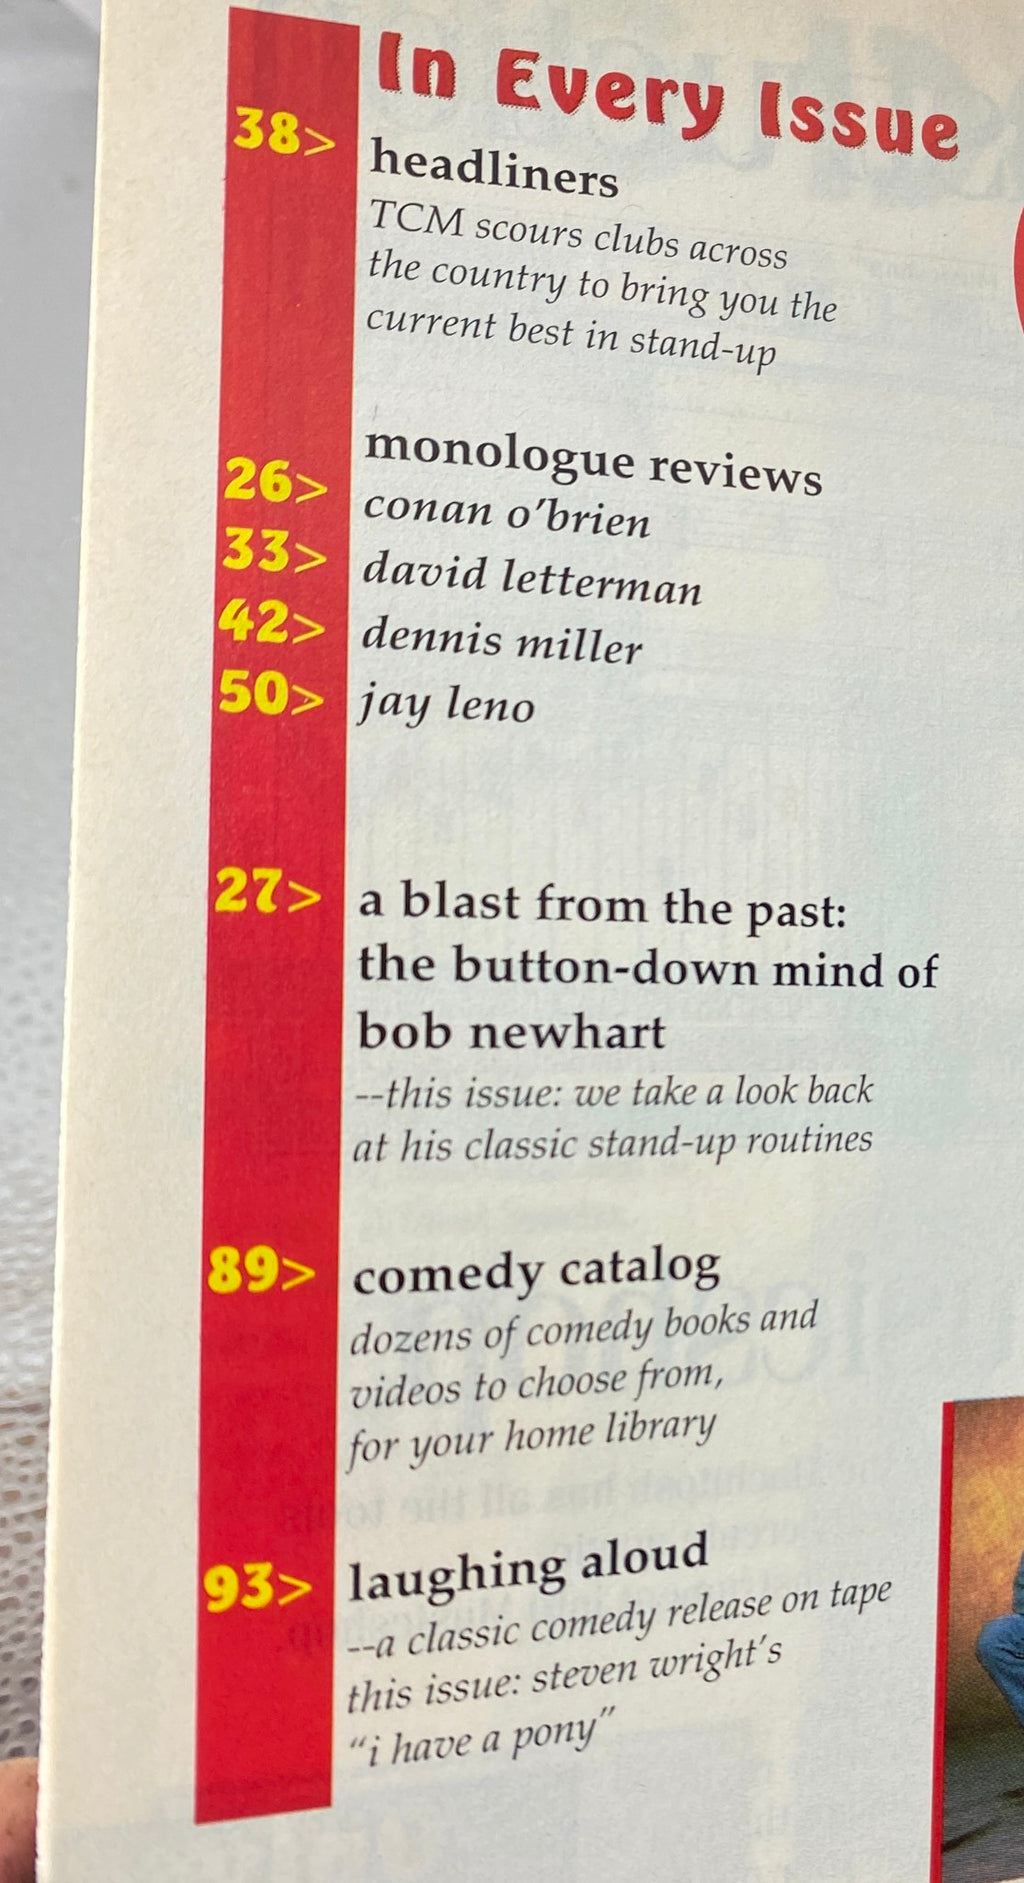 In Every Issue
38> headliners
TCM scours clubs across
the country to bring you the
current best in stand-up
monologue reviews
26> conan o'brien
33> david letterman
42> dennis miller
50> jay leno
27> a blast from the past:
the button-down mind of
bob newhart
--this issue: we take a look back
at his classic stand-up routines
89> comedy catalog
dozens of comedy books and
videos to choose from,
for your home library
93> laughing aloud
--a classic comedy release on tape
this issue: steven wright's
"i have a pony"